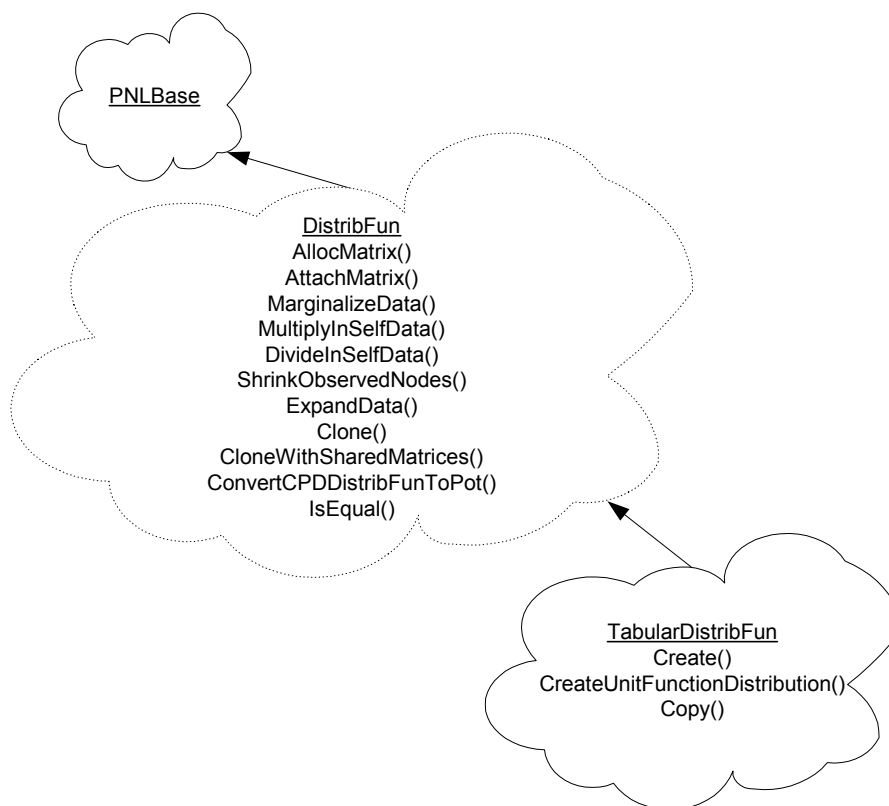 PNLBase
DistribFun
AllocMatrix()
AttachMatrix()
MarginalizeData()
MultiplyInSelfData()
DivideInSelfData()
ShrinkObservedNodes()
ExpandData()
Clone()
CloneWithSharedMatrices()
ConvertCPDDistribFunToPot()
IsEqual()
TabularDistribFun
Create()
CreateUnitFunctionDistribution()
Copy()